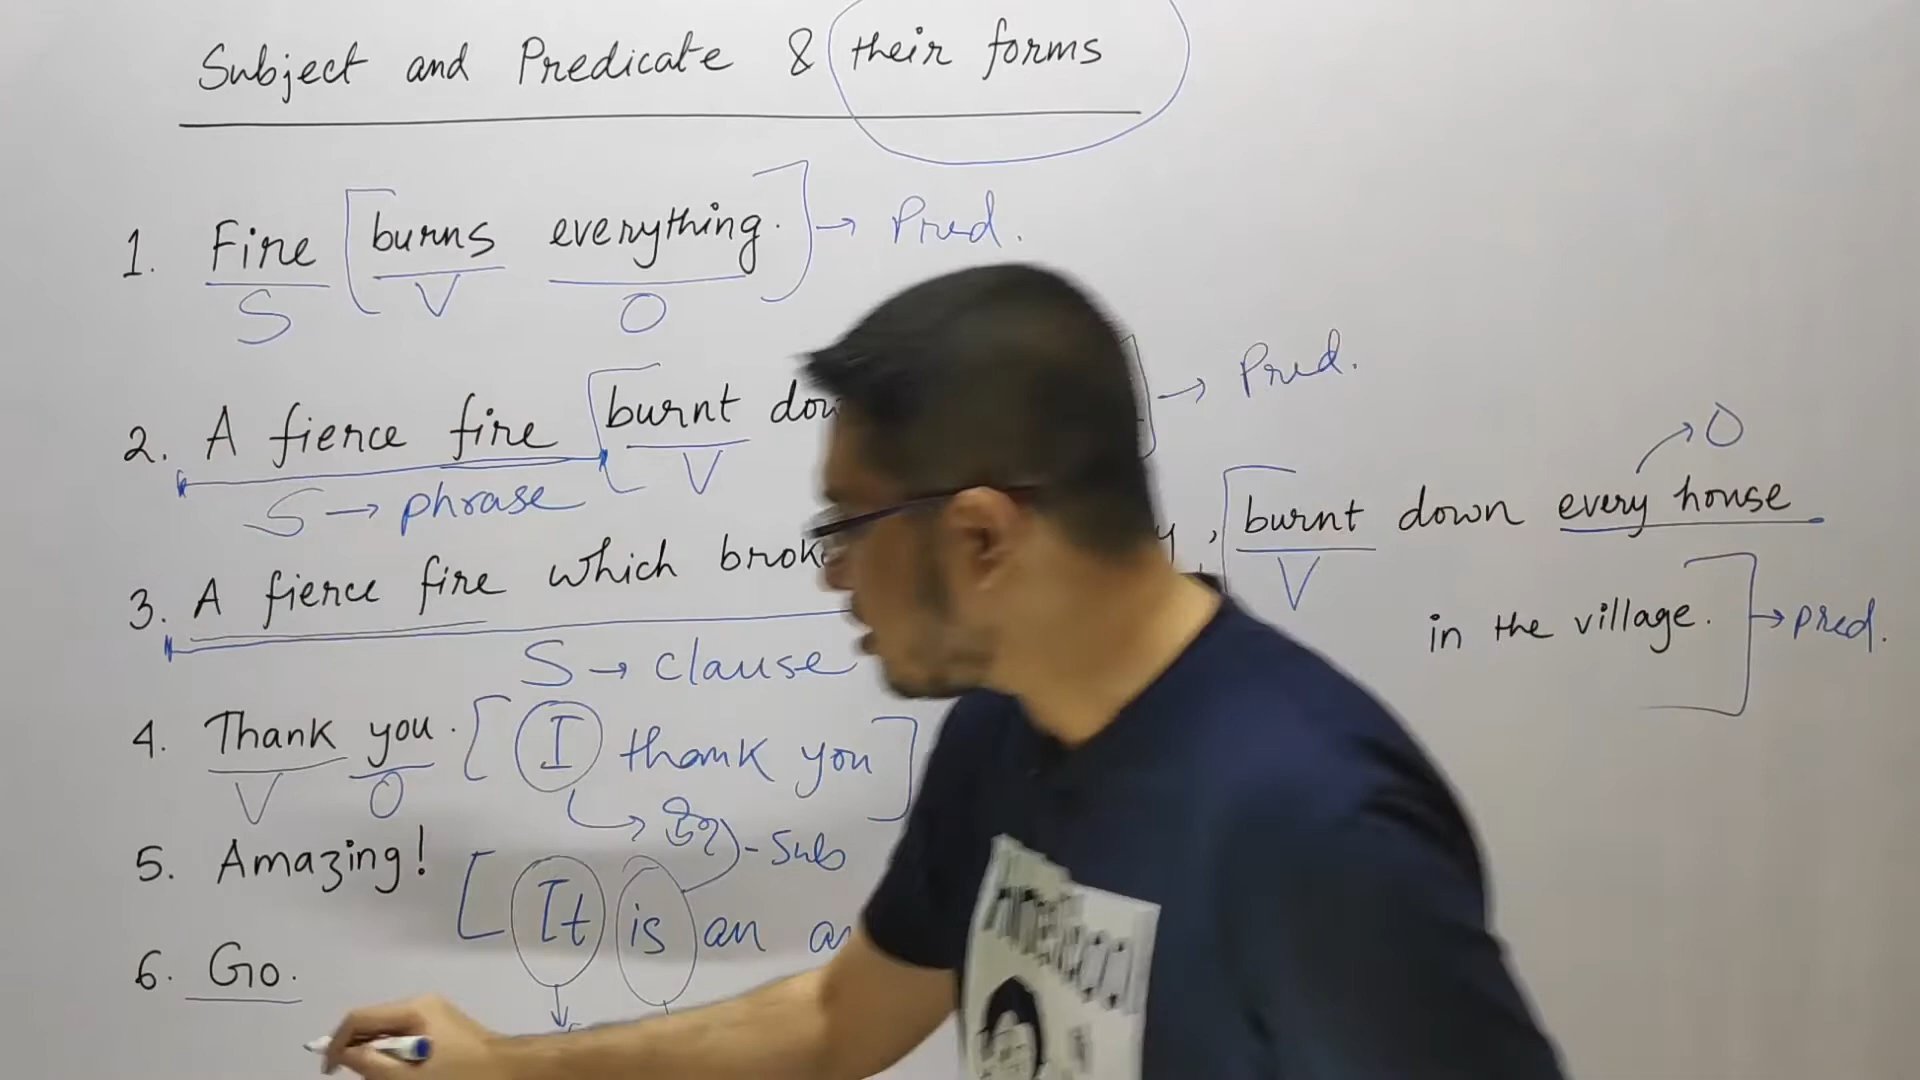 Subject and Predicate & their forms
1. Fire [burns everything.] → Pred.
S V O
2. A fierce fire [burnt → Pred.
S → phrase V
→ O
3. A fierce fire which , [burnt down every house
V
in the village.] → pred.
S → clause
4. Thank you. [I thank you]
V O
→ - Sub
5. Amazing!
[It is an
6. Go.